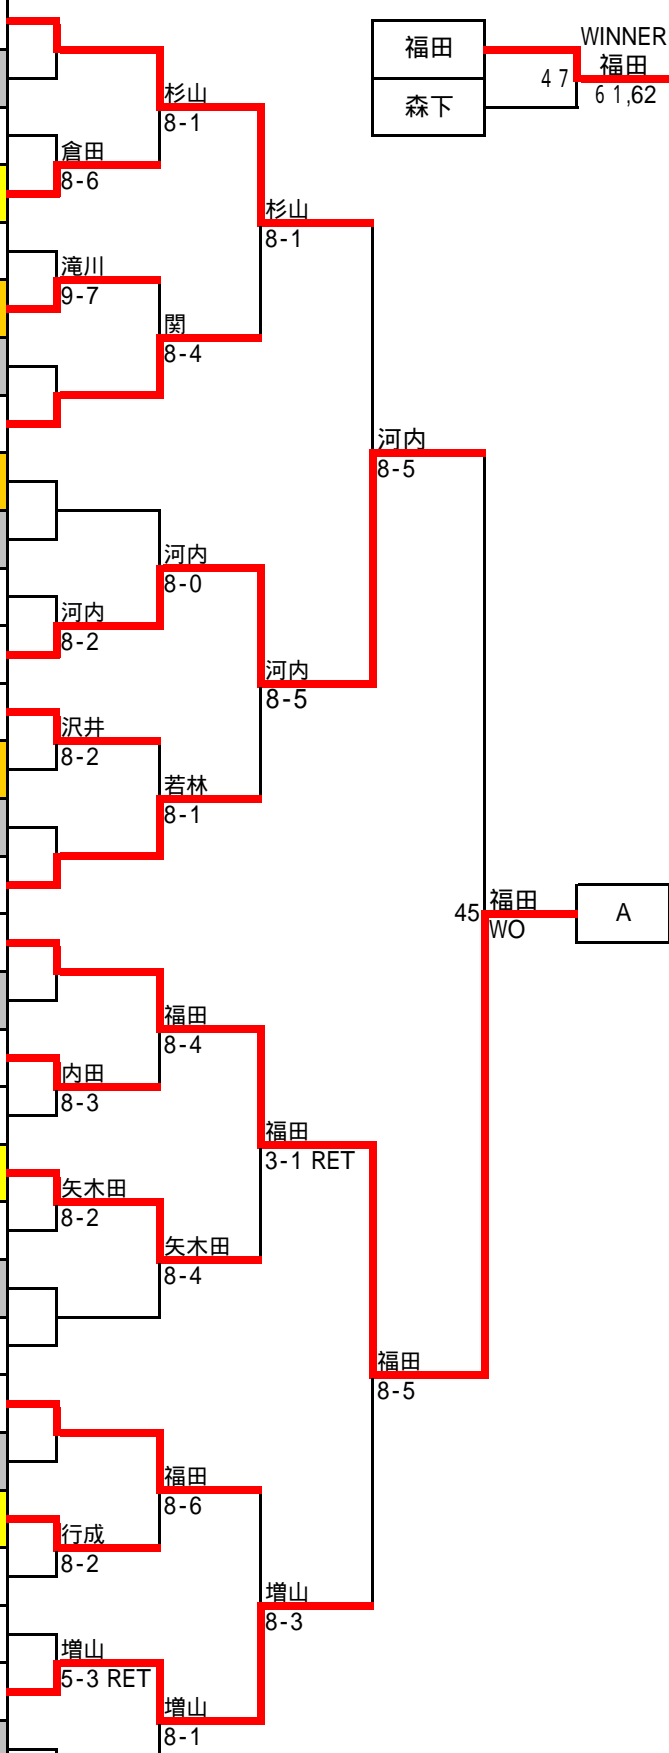 福田
森下
WINNER
福田
4 7
6 1,62
杉山
8-1
倉田
8-6
杉山
8-1
滝川
9-7
関
8-4
河内
8-5
河内
8-0
河内
8-2
河内
8-5
沢井
8-2
若林
8-1
45
福田
WO
A
福田
8-4
内田
8-3
福田
3-1 RET
矢木田
8-2
矢木田
8-4
福田
8-5
福田
8-6
行成
8-2
増山
8-3
増山
5-3 RET
増山
8-1